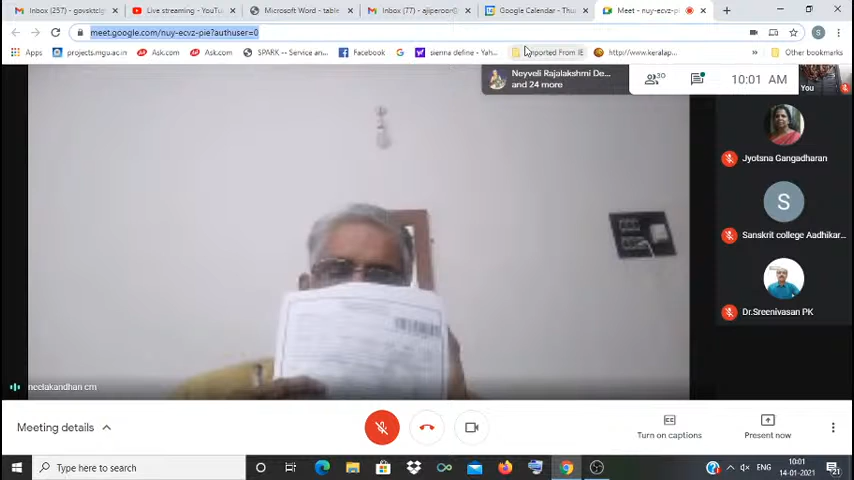 Inbox (257) - govsktclg
Live streaming - YouTu
Microsoft Word - table
Inbox (77) - ajiperoor@
Google Calendar - Thu
Meet - nuy-ecvz-pi
meet.google.com/nuy-ecvz-pie?authuser=0
Apps
projects.mgu.ac.in
Ask.com
Ask.com
SPARK -- Service an...
Facebook
sienna define - Yah...
Imported From IE
http://www.keralap...
Other bookmarks
Neyveli Rajalakshmi De...
and 24 more
30
10:01 AM
You
Jyotsna Gangadharan
S
Sanskrit college Aadhikar...
Dr.Sreenivasan PK
neelakandhan cm
Meeting details
Turn on captions
Present now
Type here to search
ENG
10:01
14-01-2021
21